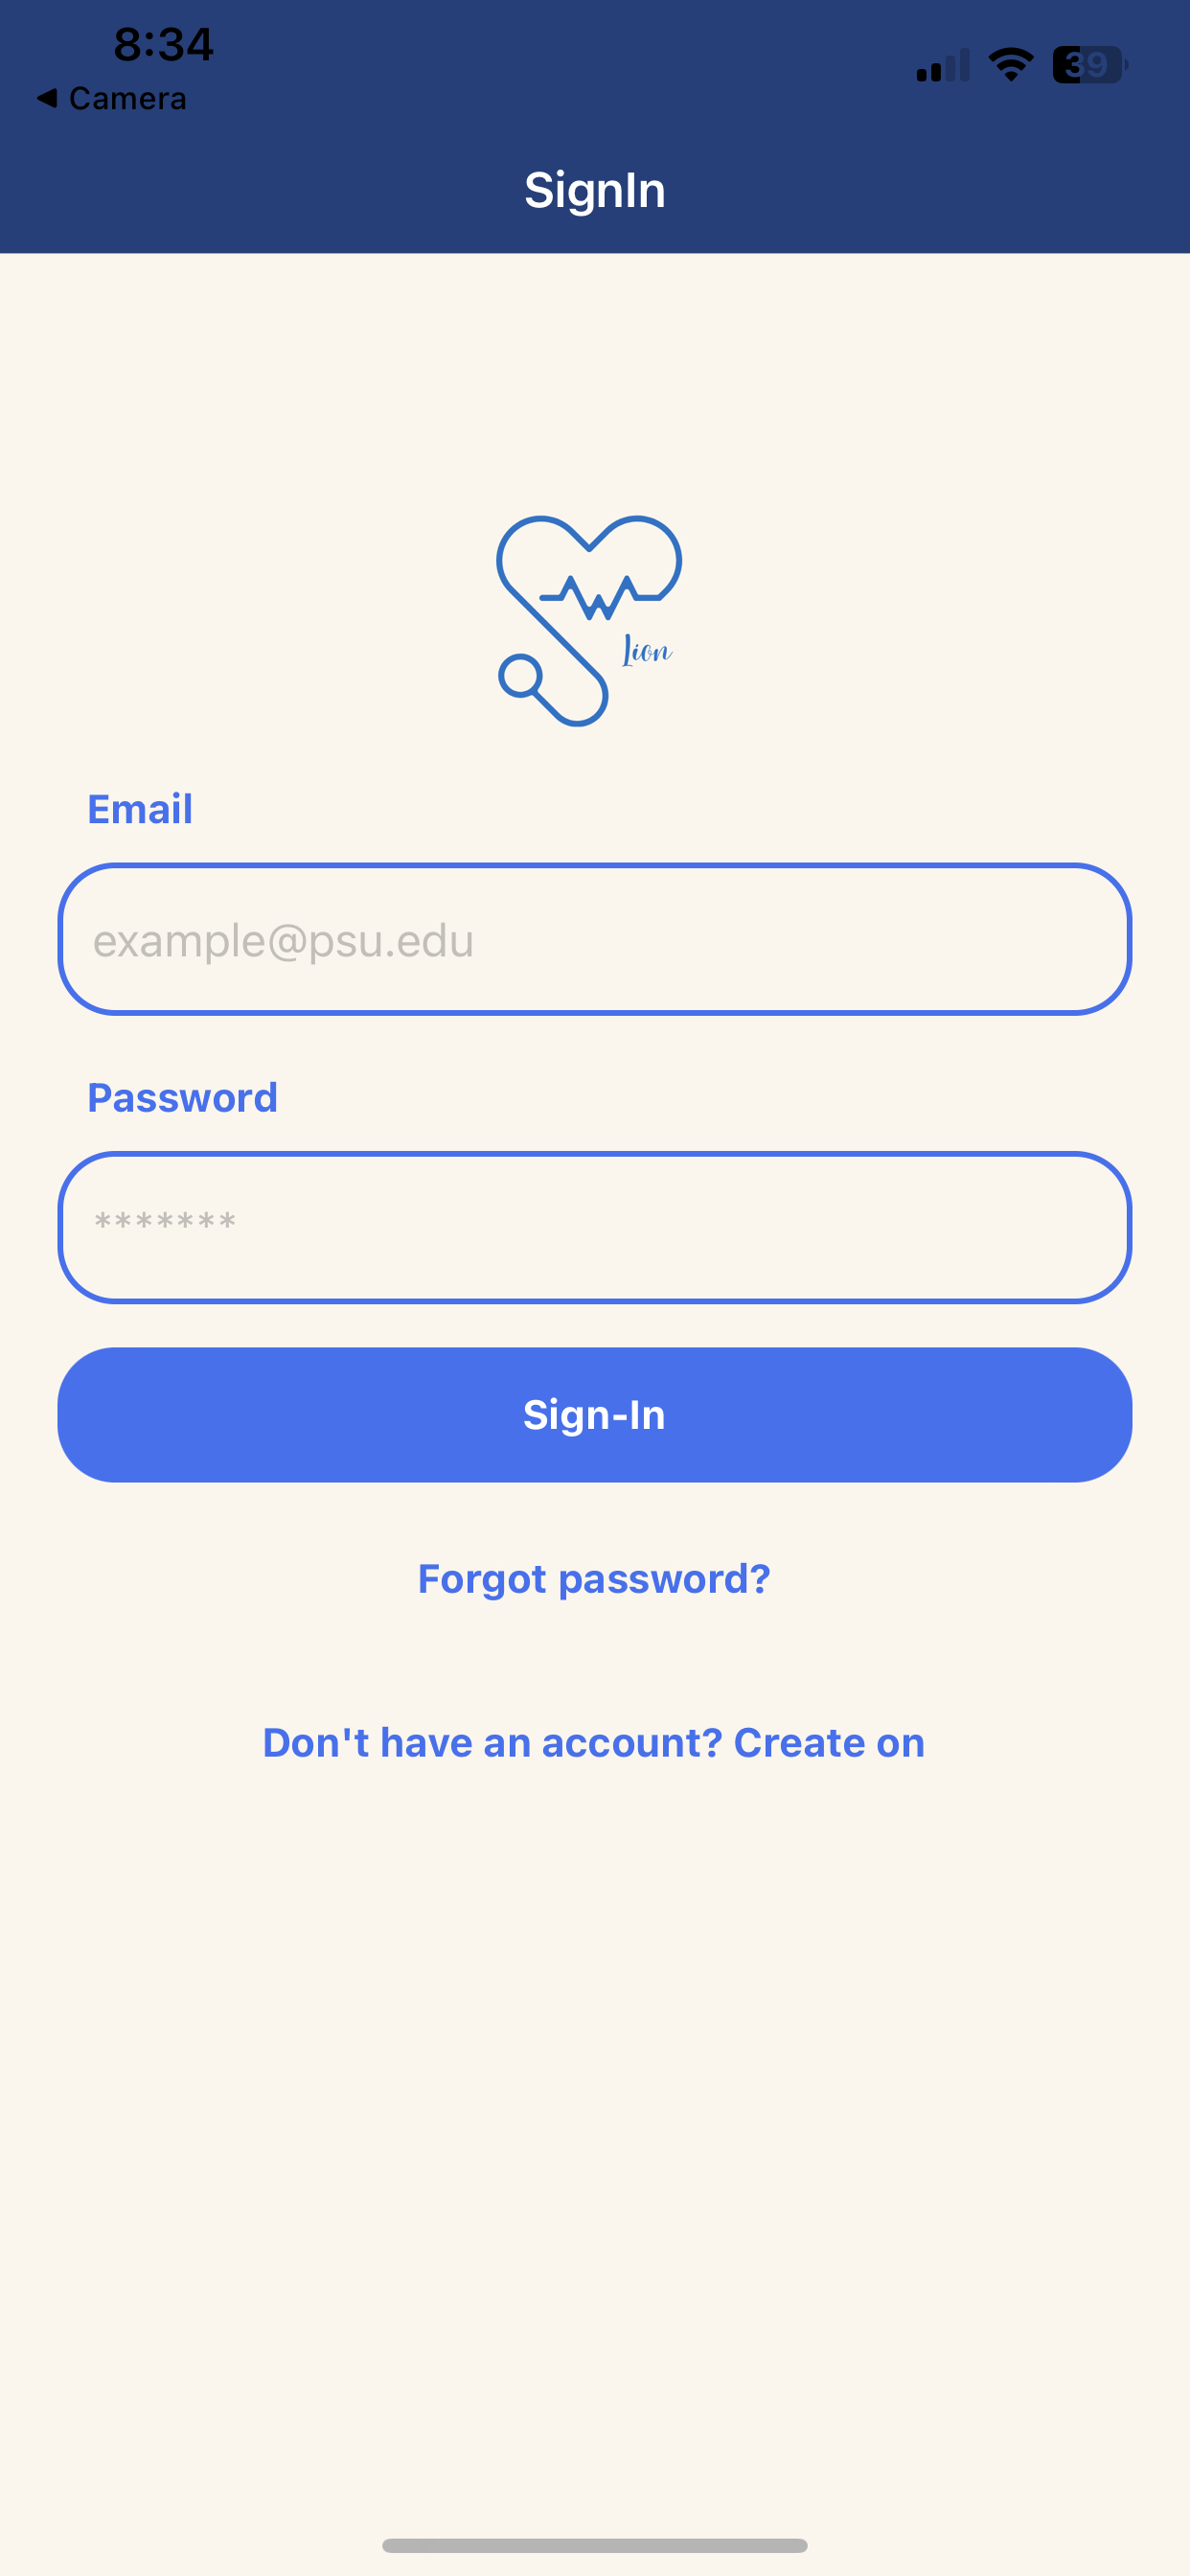 8:34
39
◀ Camera
SignIn
Lion
Email
example@psu.edu
Password
*******
Sign-In
Forgot password?
Don't have an account? Create on